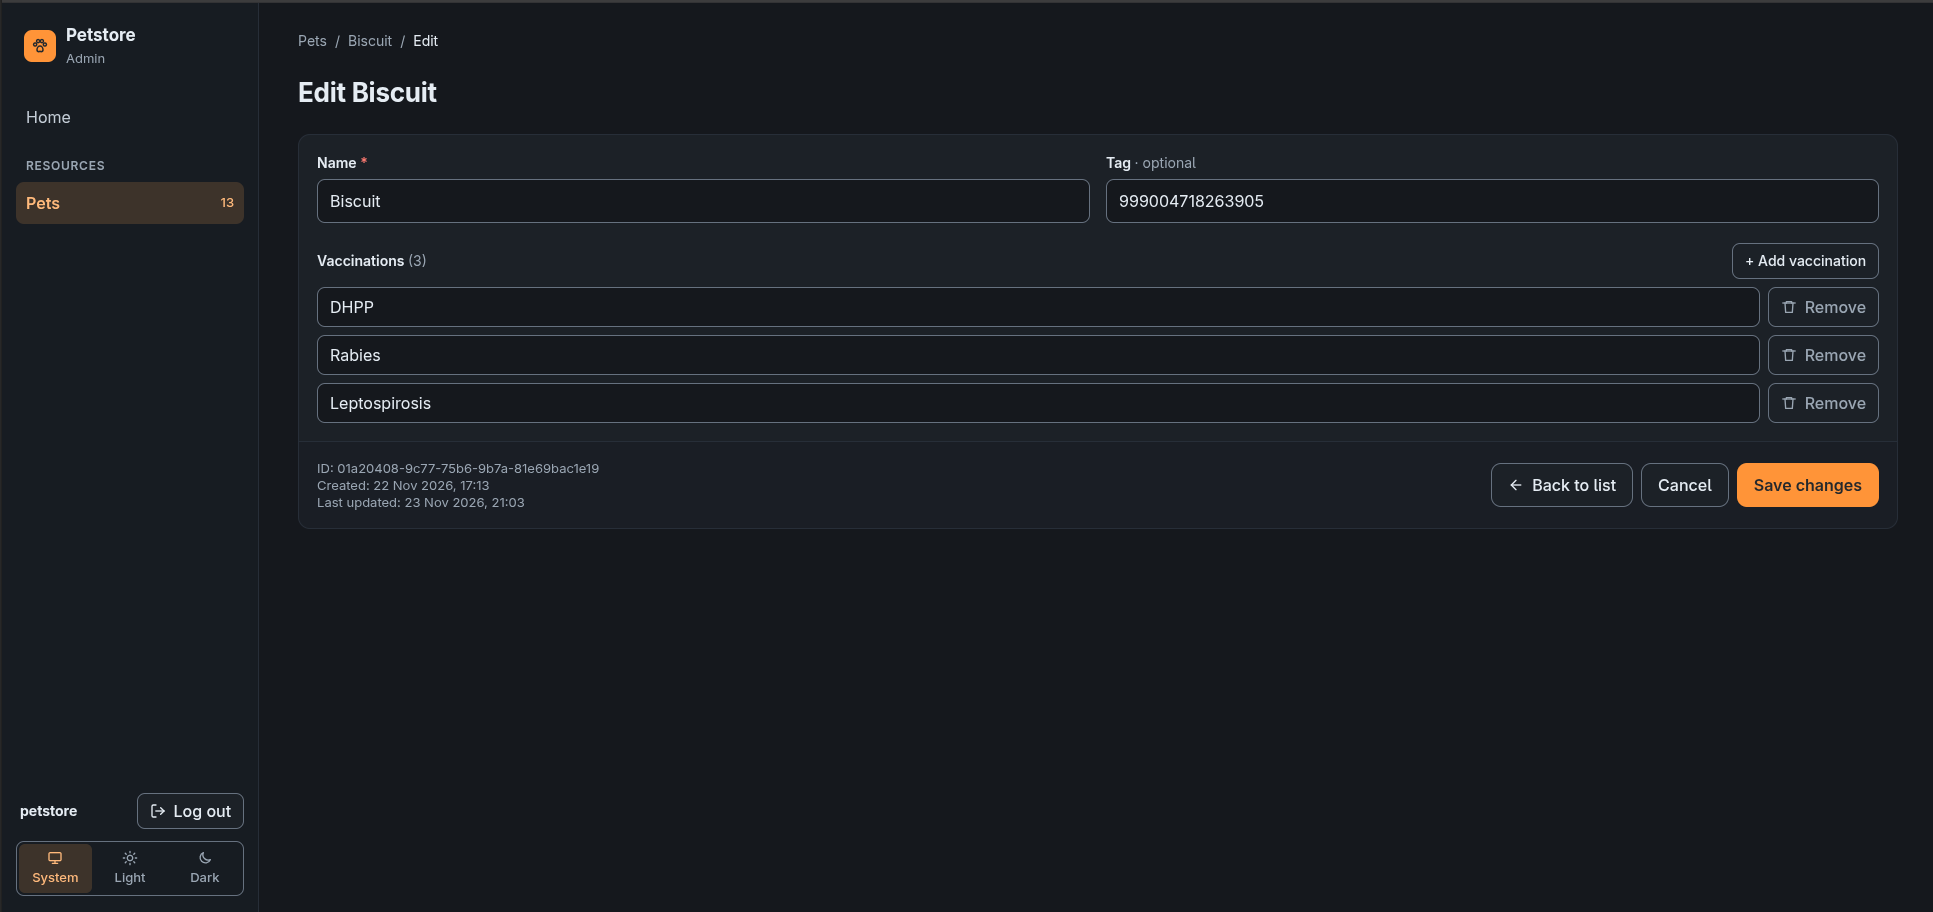 Petstore
Admin
Home
RESOURCES
Pets 13
petstore
Log out
System Light Dark
Pets / Biscuit / Edit
Edit Biscuit
Name *
Biscuit
Tag · optional
999004718263905
Vaccinations (3)
+ Add vaccination
DHPP
Remove
Rabies
Remove
Leptospirosis
Remove
ID: 01a20408-9c77-75b6-9b7a-81e69bac1e19
Created: 22 Nov 2026, 17:13
Last updated: 23 Nov 2026, 21:03
← Back to list
Cancel
Save changes